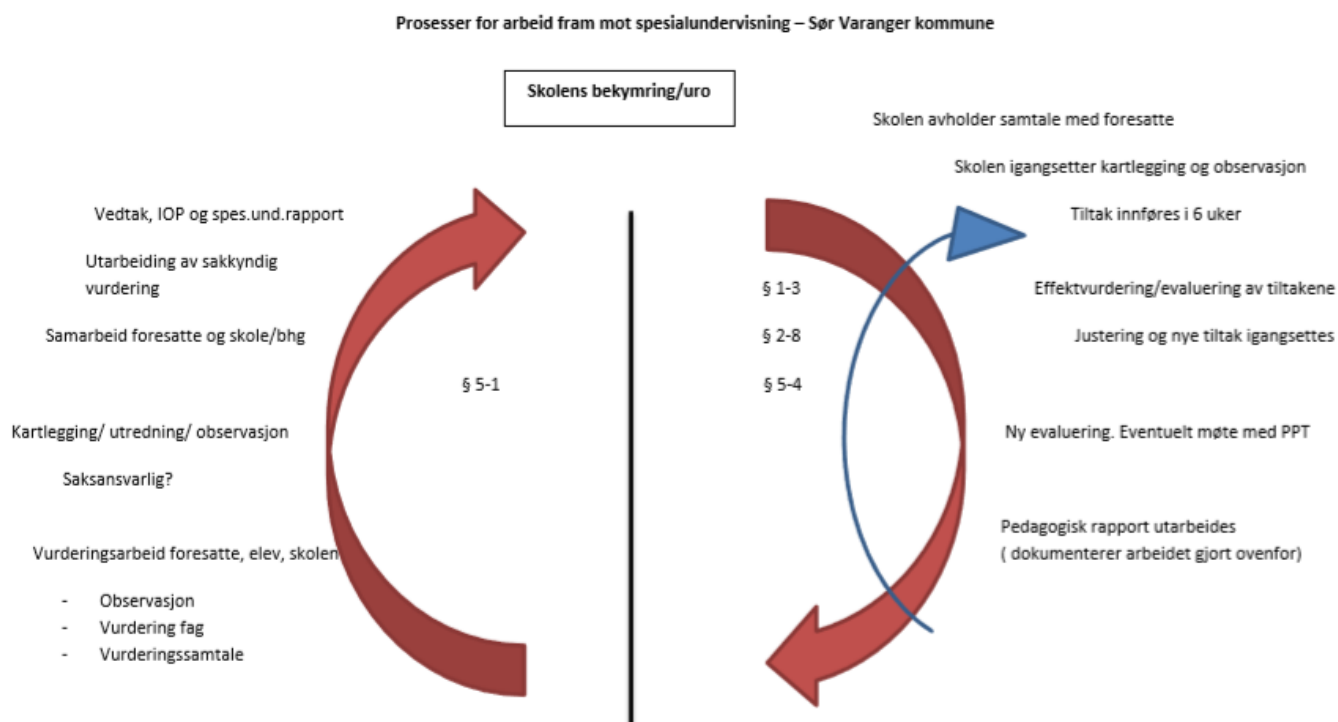 Prosesser for arbeid fram mot spesialundervisning – Sør Varanger kommune
Skolens bekymring/uro
Skolen avholder samtale med foresatte
Skolen igangsetter kartlegging og observasjon
Tiltak innføres i 6 uker
Effektvurdering/evaluering av tiltakene
Justering og nye tiltak igangsettes
Ny evaluering. Eventuelt møte med PPT
Pedagogisk rapport utarbeides
( dokumenterer arbeidet gjort ovenfor)
§ 1-3
§ 2-8
§ 5-4
Vedtak, IOP og spes.und.rapport
Utarbeiding av sakkyndig
vurdering
Samarbeid foresatte og skole/bhg
§ 5-1
Kartlegging/ utredning/ observasjon
Saksansvarlig?
Vurderingsarbeid foresatte, elev, skolen
- Observasjon
- Vurdering fag
- Vurderingssamtale